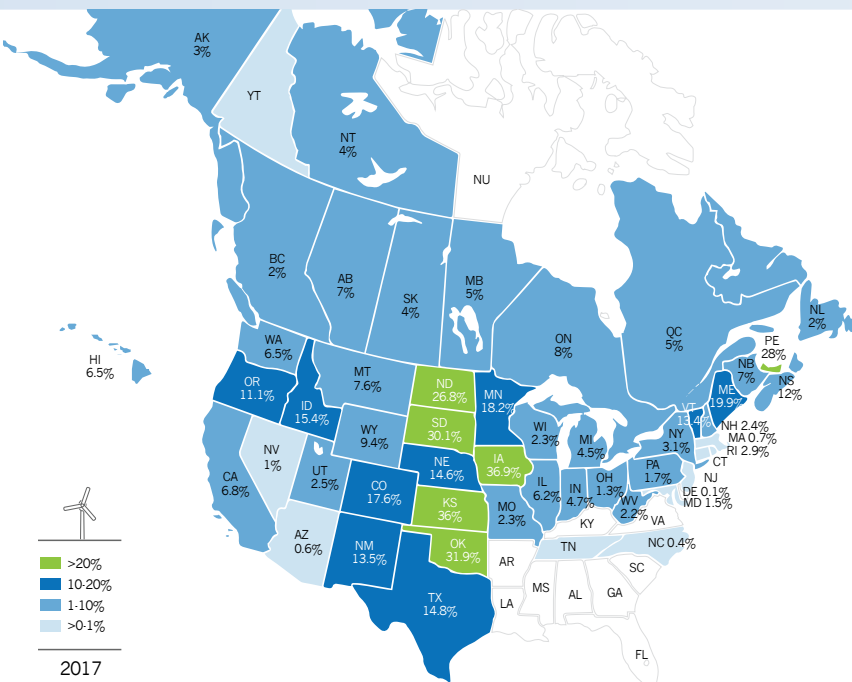 AK
3%
YT
NT
4%
NU
BC
2%
AB
7%
SK
4%
MB
5%
ON
8%
QC
5%
NL
2%
PE
28%
NB
7%
NS
12%
HI
6.5%
WA
6.5%
OR
11.1%
ID
15.4%
MT
7.6%
ND
26.8%
MN
18.2%
SD
30.1%
WY
9.4%
WI
2.3%
MI
4.5%
NY
3.1%
VT
13.4%
ME
19.9%
NH 2.4%
MA 0.7%
RI 2.9%
CT
NJ
DE 0.1%
MD 1.5%
PA
1.7%
CA
6.8%
NV
1%
UT
2.5%
CO
17.6%
NE
14.6%
IA
36.9%
IL
6.2%
IN
4.7%
OH
1.3%
WV
2.2%
VA
KY
KS
36%
MO
2.3%
AZ
0.6%
NM
13.5%
OK
31.9%
AR
TN
NC 0.4%
SC
TX
14.8%
LA
MS
AL
GA
FL
>20%
10-20%
1-10%
>0-1%
2017